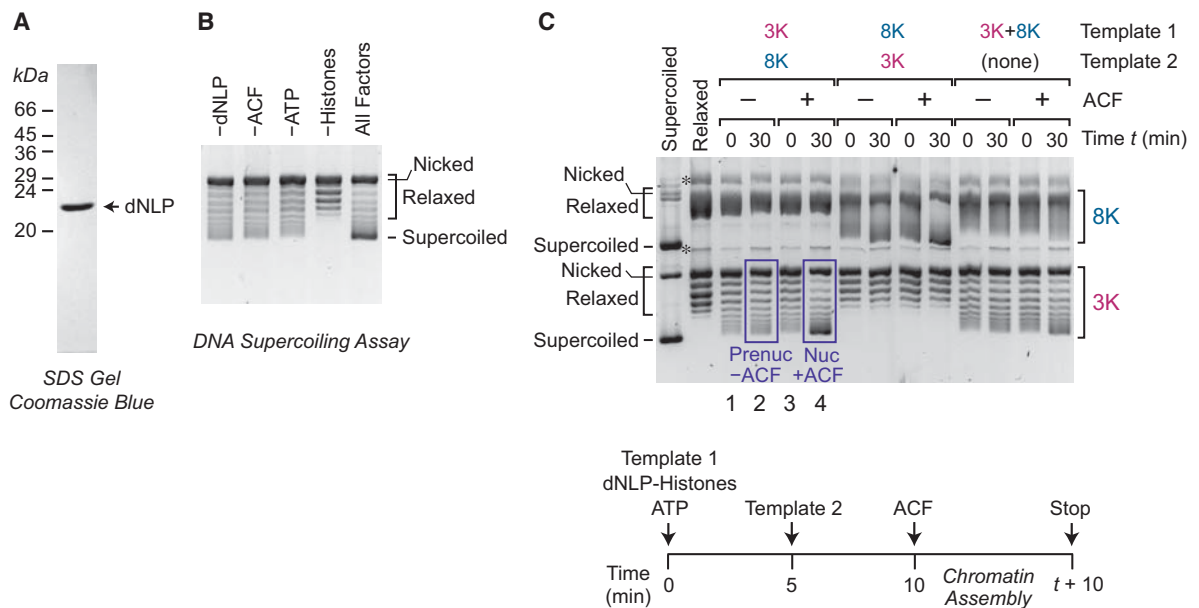 A
kDa
66
45
36
29
24
20
dNLP
SDS Gel
Coomassie Blue
B
−dNLP
−ACF
−ATP
−Histones
All Factors
Nicked
Relaxed
Supercoiled
DNA Supercoiling Assay
C
3K 8K 3K+8K Template 1
8K 3K (none) Template 2
− + − + − + ACF
Supercoiled
Relaxed
0 30 0 30 0 30 0 30 0 30 0 30 Time t (min)
Nicked *
Relaxed
8K
Supercoiled *
Nicked
Relaxed
3K
Supercoiled
Prenuc Nuc
−ACF +ACF
1 2 3 4
Template 1
dNLP-Histones
ATP Template 2 ACF Stop
Time 0 5 10 Chromatin t + 10
(min) Assembly